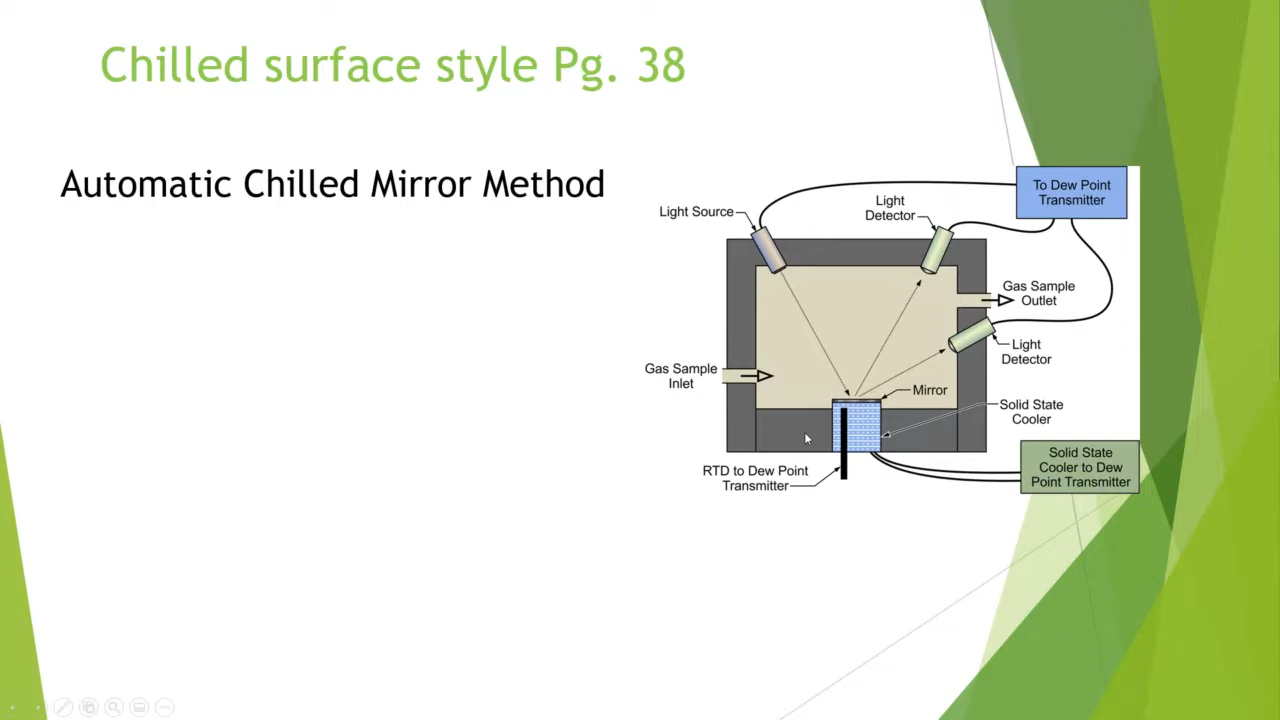 Chilled surface style Pg. 38
Automatic Chilled Mirror Method
To Dew Point
Transmitter
Light
Detector
Light Source
Gas Sample
Outlet
Light
Detector
Gas Sample
Inlet
Mirror
Solid State
Cooler
Solid State
Cooler to Dew
Point Transmitter
RTD to Dew Point
Transmitter